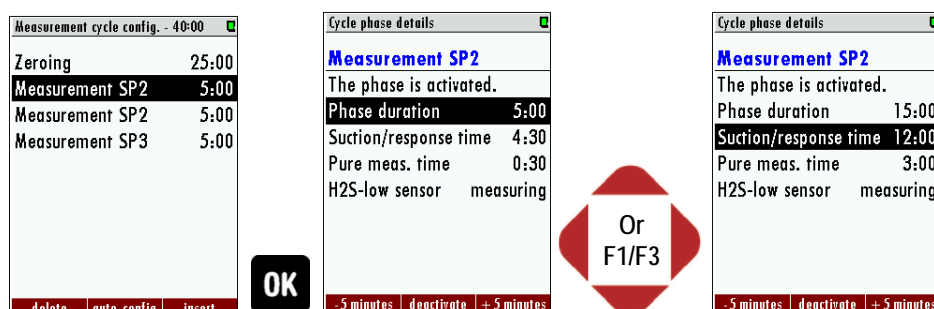 Measurement cycle config. - 40:00
Zeroing 25:00
Measurement SP2 5:00
Measurement SP2 5:00
Measurement SP3 5:00
delete auto-config insert
OK
Cycle phase details
Measurement SP2
The phase is activated.
Phase duration 5:00
Suction/response time 4:30
Pure meas. time 0:30
H2S-low sensor measuring
- 5 minutes deactivate + 5 minutes
Or
F1/F3
Cycle phase details
Measurement SP2
The phase is activated.
Phase duration 15:00
Suction/response time 12:00
Pure meas. time 3:00
H2S-low sensor measuring
- 5 minutes deactivate + 5 minutes